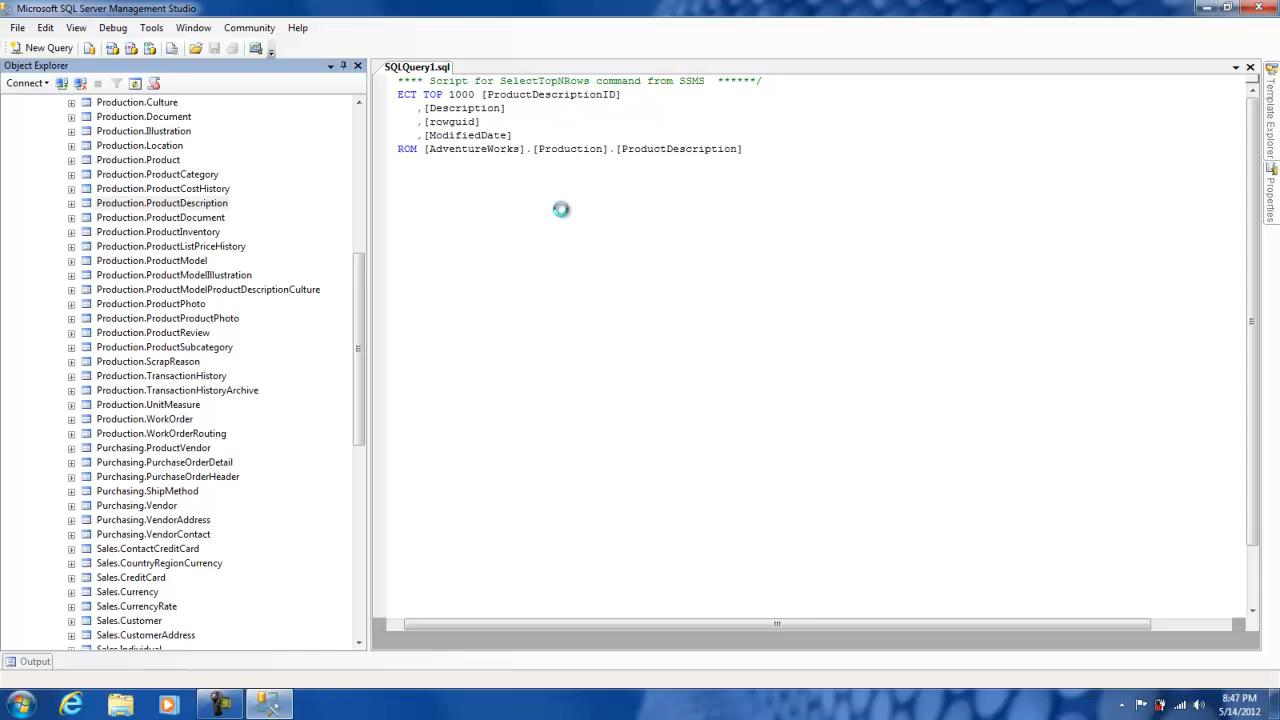 Microsoft SQL Server Management Studio
File Edit View Debug Tools Window Community Help
New Query
Object Explorer
Connect
Production.Culture
Production.Document
Production.Illustration
Production.Location
Production.Product
Production.ProductCategory
Production.ProductCostHistory
Production.ProductDescription
Production.ProductDocument
Production.ProductInventory
Production.ProductListPriceHistory
Production.ProductModel
Production.ProductModelIllustration
Production.ProductModelProductDescriptionCulture
Production.ProductPhoto
Production.ProductProductPhoto
Production.ProductReview
Production.ProductSubcategory
Production.ScrapReason
Production.TransactionHistory
Production.TransactionHistoryArchive
Production.UnitMeasure
Production.WorkOrder
Production.WorkOrderRouting
Purchasing.ProductVendor
Purchasing.PurchaseOrderDetail
Purchasing.PurchaseOrderHeader
Purchasing.ShipMethod
Purchasing.Vendor
Purchasing.VendorAddress
Purchasing.VendorContact
Sales.ContactCreditCard
Sales.CountryRegionCurrency
Sales.CreditCard
Sales.Currency
Sales.CurrencyRate
Sales.Customer
Sales.CustomerAddress
Sales.Individual
SQLQuery1.sql
**** Script for SelectTopNRows command from SSMS ******/
ECT TOP 1000 [ProductDescriptionID]
,[Description]
,[rowguid]
,[ModifiedDate]
ROM [AdventureWorks].[Production].[ProductDescription]
Template Explorer
Properties
Output
8:47 PM
5/14/2012